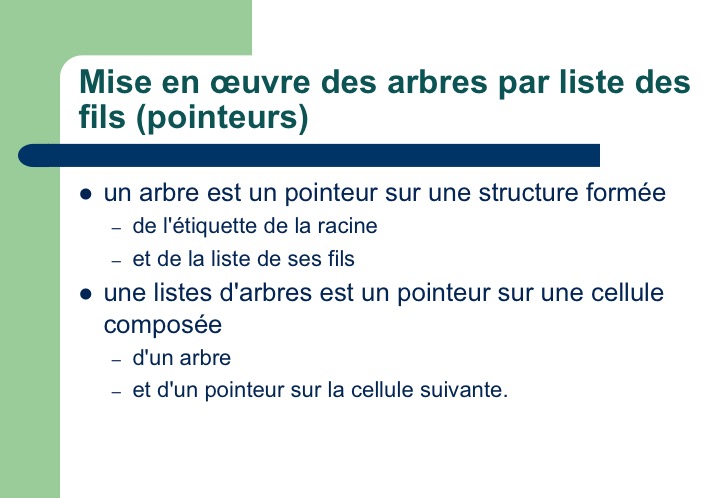 Mise en œuvre des arbres par liste des
fils (pointeurs)
● un arbre est un pointeur sur une structure formée
– de l'étiquette de la racine
– et de la liste de ses fils
● une listes d'arbres est un pointeur sur une cellule
composée
– d'un arbre
– et d'un pointeur sur la cellule suivante.